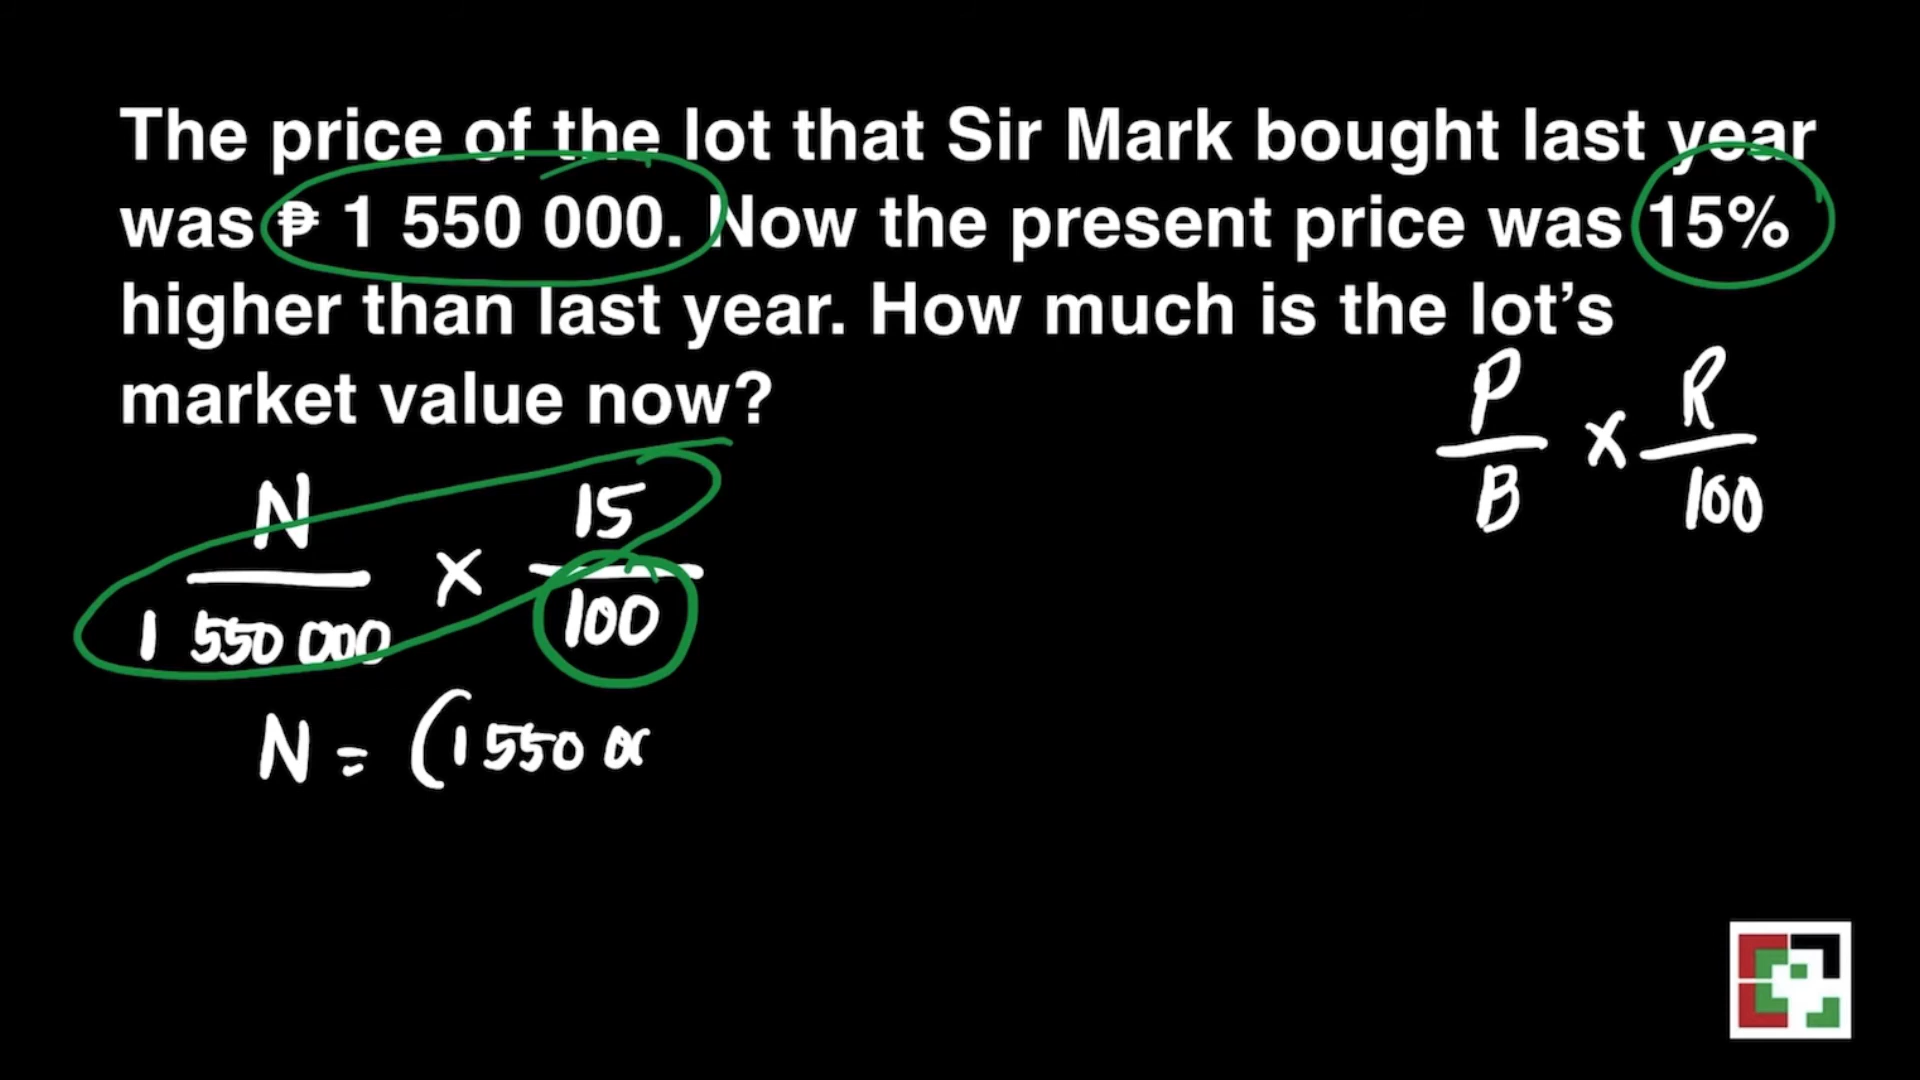 The price of the lot that Sir Mark bought last year
was ₱ 1 550 000. Now the present price was 15%
higher than last year. How much is the lot’s
market value now?
P R
× 
B 100
N 15
×
1 550 000 100
N = (1 550 0